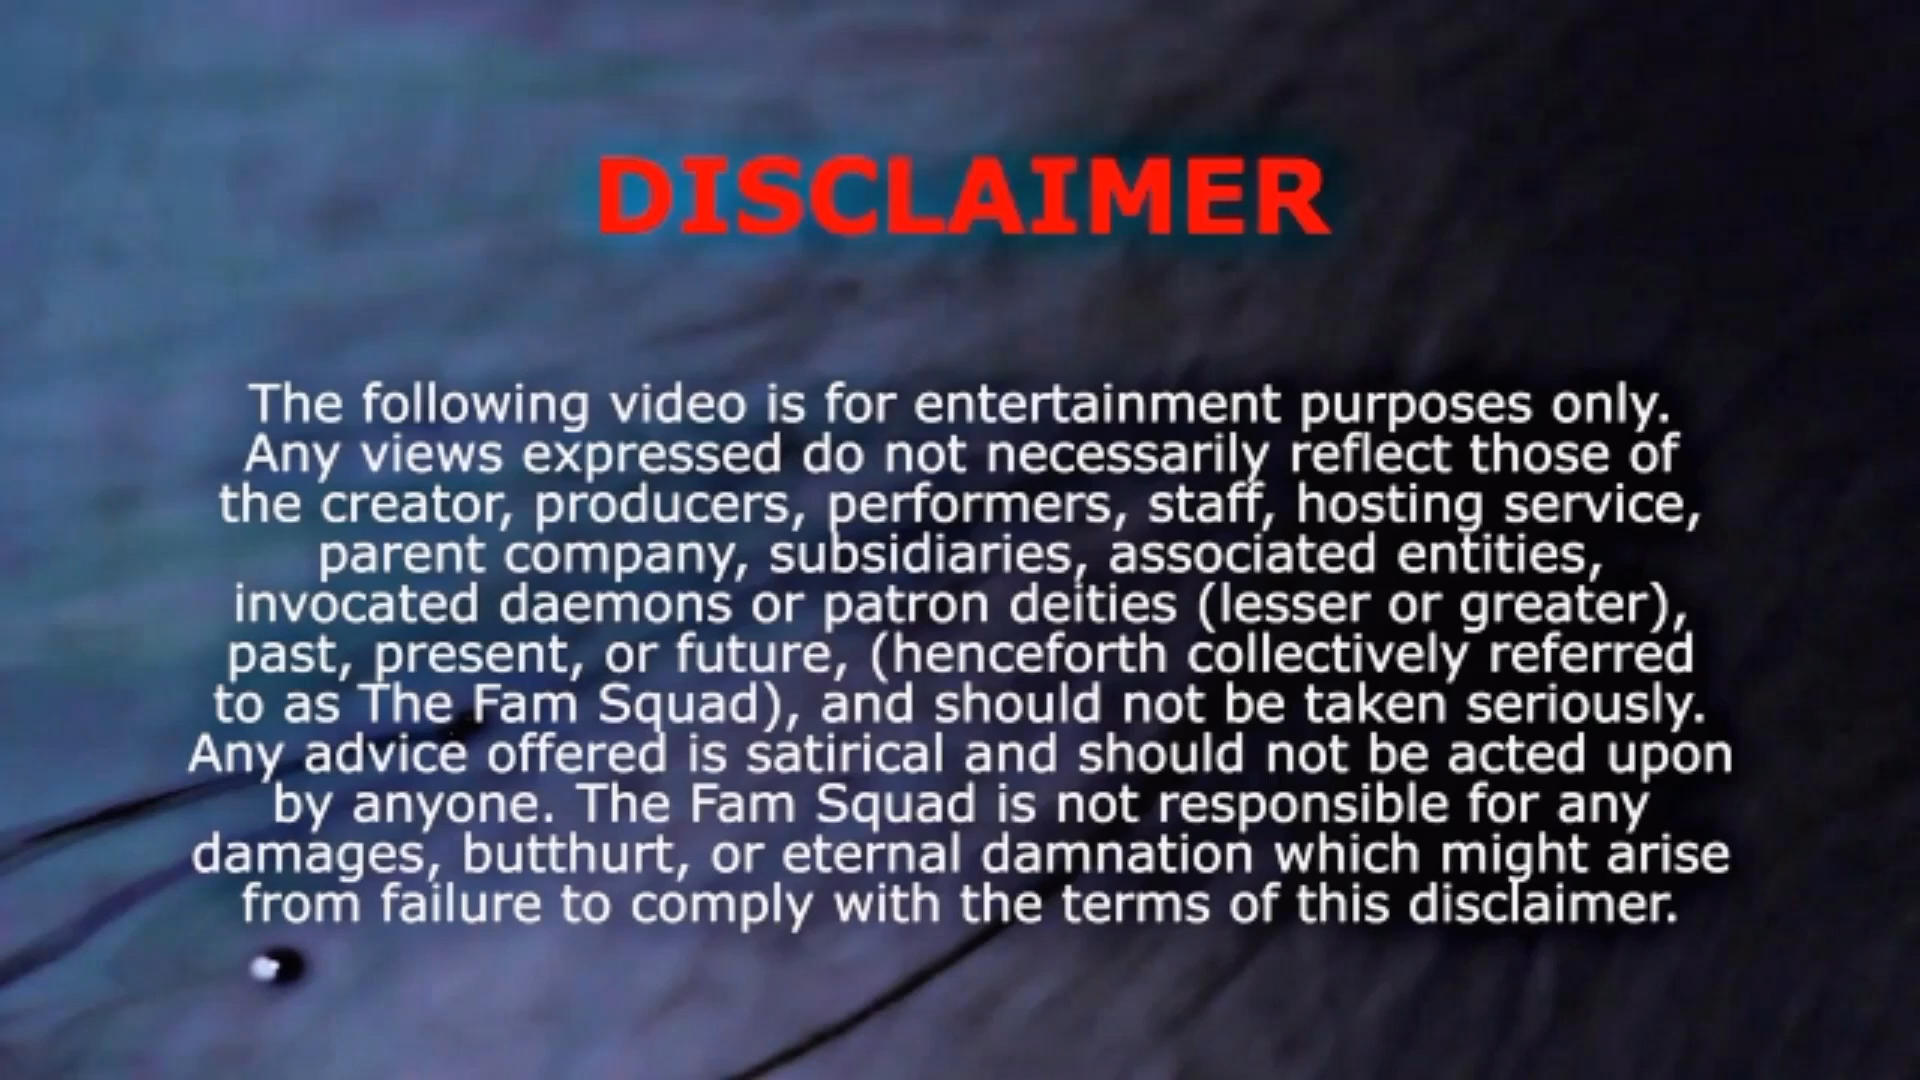 DISCLAIMER
The following video is for entertainment purposes only.
Any views expressed do not necessarily reflect those of
the creator, producers, performers, staff, hosting service,
parent company, subsidiaries, associated entities,
invocated daemons or patron deities (lesser or greater),
past, present, or future, (henceforth collectively referred
to as The Fam Squad), and should not be taken seriously.
Any advice offered is satirical and should not be acted upon
by anyone. The Fam Squad is not responsible for any
damages, butthurt, or eternal damnation which might arise
from failure to comply with the terms of this disclaimer.